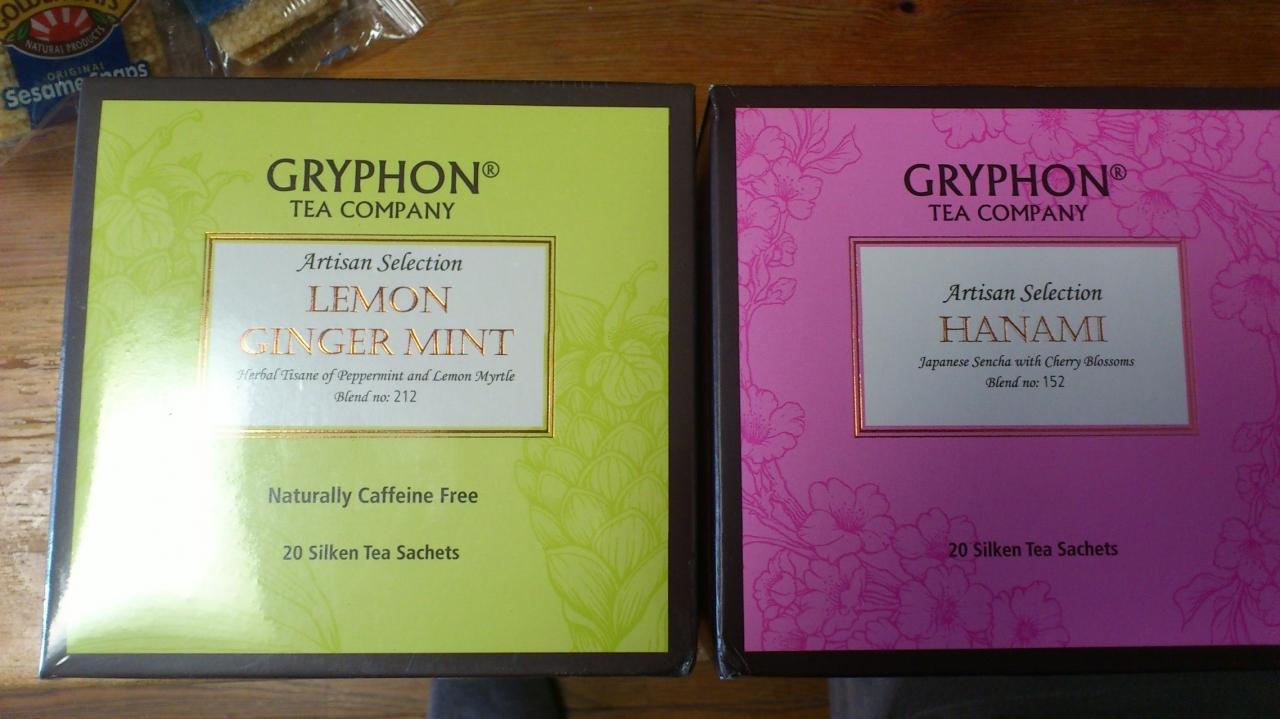 NATURAL PRODUCTS
ORIGINAL
Sesame Snaps
GRYPHON®
TEA COMPANY
Artisan Selection
LEMON
GINGER MINT
Herbal Tisane of Peppermint and Lemon Myrtle
Blend no: 212
Naturally Caffeine Free
20 Silken Tea Sachets
GRYPHON®
TEA COMPANY
Artisan Selection
HANAMI
Japanese Sencha with Cherry Blossoms
Blend no: 152
20 Silken Tea Sachets